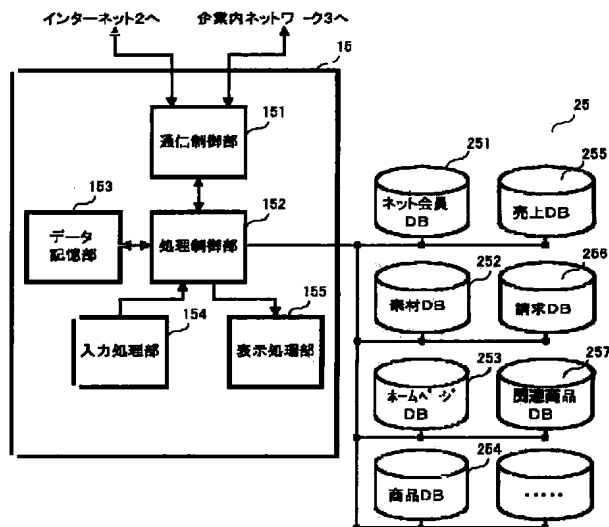 インターネット2へ
企業内ネットワーク3へ
15
151
通信制御部
153
152
データ
記憶部
処理制御部
154
155
入力処理部
表示処理部
25
251
255
ネット会員
DB
売上DB
252
256
素材DB
請求DB
253
257
ホームページ
DB
関連商品
DB
254
商品DB
・・・・・